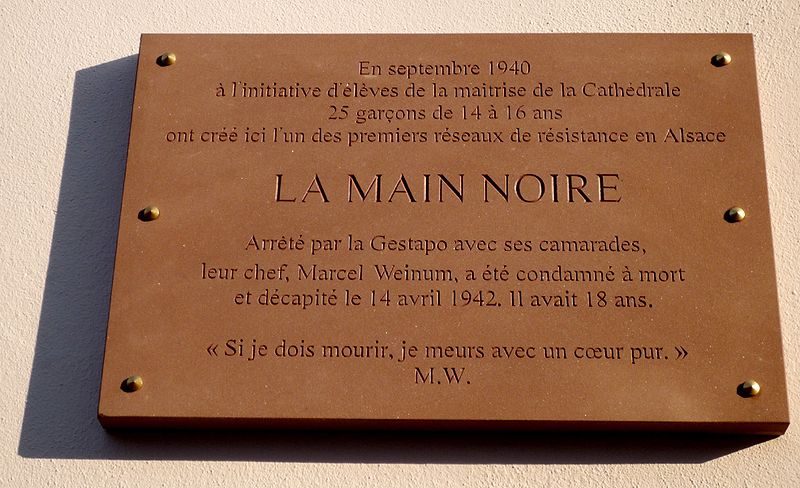 En septembre 1940
à l'initiative d'élèves de la maitrise de la Cathédrale
25 garçons de 14 à 16 ans
ont créé ici l'un des premiers réseaux de résistance en Alsace
LA MAIN NOIRE
Arrêté par la Gestapo avec ses camarades,
leur chef, Marcel Weinum, a été condamné à mort
et décapité le 14 avril 1942. Il avait 18 ans.
« Si je dois mourir, je meurs avec un cœur pur. »
M.W.